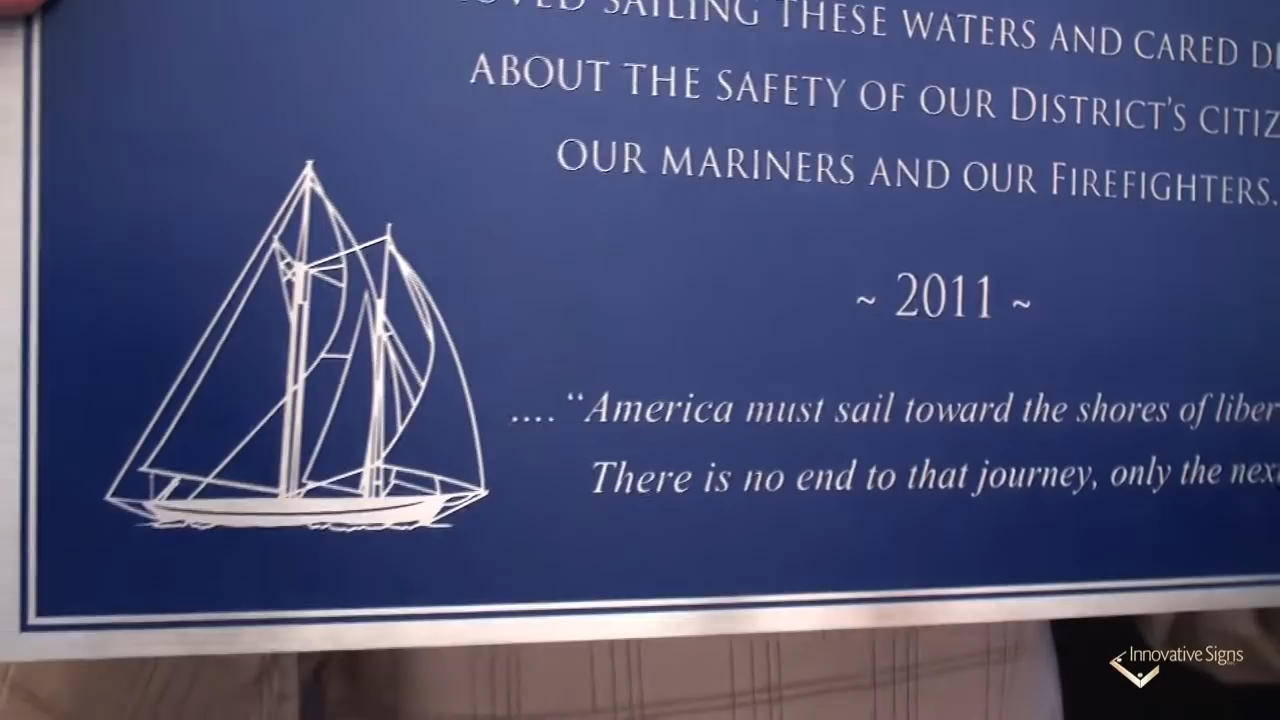 SAILING THESE WATERS AND CARED
ABOUT THE SAFETY OF OUR DISTRICT'S
OUR MARINERS AND OUR FIREFIGHTERS.
~ 2011 ~
.... “America must sail toward the shores of
There is no end to that journey, only the
Innovative Signs